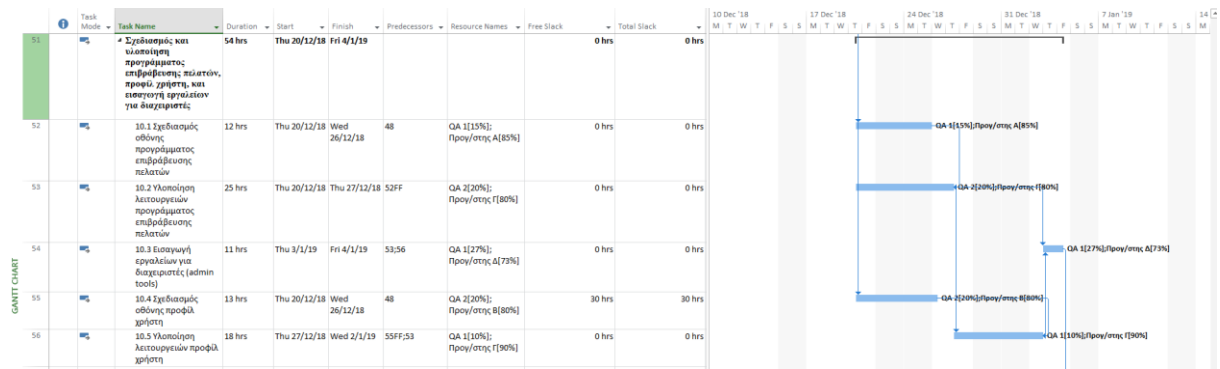 10 Dec '18 17 Dec '18 24 Dec '18 31 Dec '18 7 Jan '19 14
Task Mode Task Name Duration Start Finish Predecessors Resource Names Free Slack Total Slack M T W T F S S M T W T F S S M T W T F S S M T W T F S S M T W T F S S M
51 Σχεδιασμός και 54 hrs Thu 20/12/18 Fri 4/1/19 0 hrs 0 hrs
υλοποίηση
προγράμματος
επιβράβευσης πελατών,
προφίλ χρήστη, και
εισαγωγή εργαλείων
για διαχειριστές
52 10.1 Σχεδιασμός 12 hrs Thu 20/12/18 Wed 48 QA 1[15%]; 0 hrs 0 hrs QA 1[15%];Προγ/στης Α[85%]
οθόνης 26/12/18 Προγ/στης Α[85%]
προγράμματος
επιβράβευσης
πελατών
53 10.2 Υλοποίηση 25 hrs Thu 20/12/18 Thu 27/12/18 52FF QA 2[20%]; 0 hrs 0 hrs QA 2[20%];Προγ/στης Γ[80%]
λειτουργειών Προγ/στης Γ[80%]
προγράμματος
επιβράβευσης
πελατών
54 10.3 Εισαγωγή 11 hrs Thu 3/1/19 Fri 4/1/19 53;56 QA 1[27%]; 0 hrs 0 hrs QA 1[27%];Προγ/στης Δ[73%]
εργαλείων για Προγ/στης Δ[73%]
διαχειριστές (admin
tools)
55 10.4 Σχεδιασμός 13 hrs Thu 20/12/18 Wed 48 QA 2[20%]; 30 hrs 30 hrs QA 2[20%];Προγ/στης Β[80%]
οθόνης προφίλ 26/12/18 Προγ/στης Β[80%]
χρήστη
56 10.5 Υλοποίηση 18 hrs Thu 27/12/18 Wed 2/1/19 55FF;53 QA 1[10%]; 0 hrs 0 hrs QA 1[10%];Προγ/στης Γ[90%]
λειτουργειών προφίλ Προγ/στης Γ[90%]
χρήστη
GANTT CHART